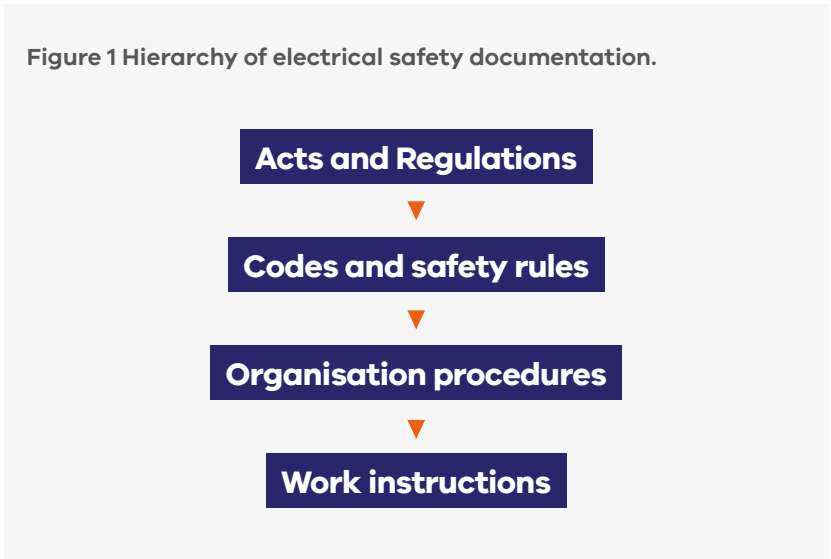 Figure 1 Hierarchy of electrical safety documentation.
Acts and Regulations
Codes and safety rules
Organisation procedures
Work instructions